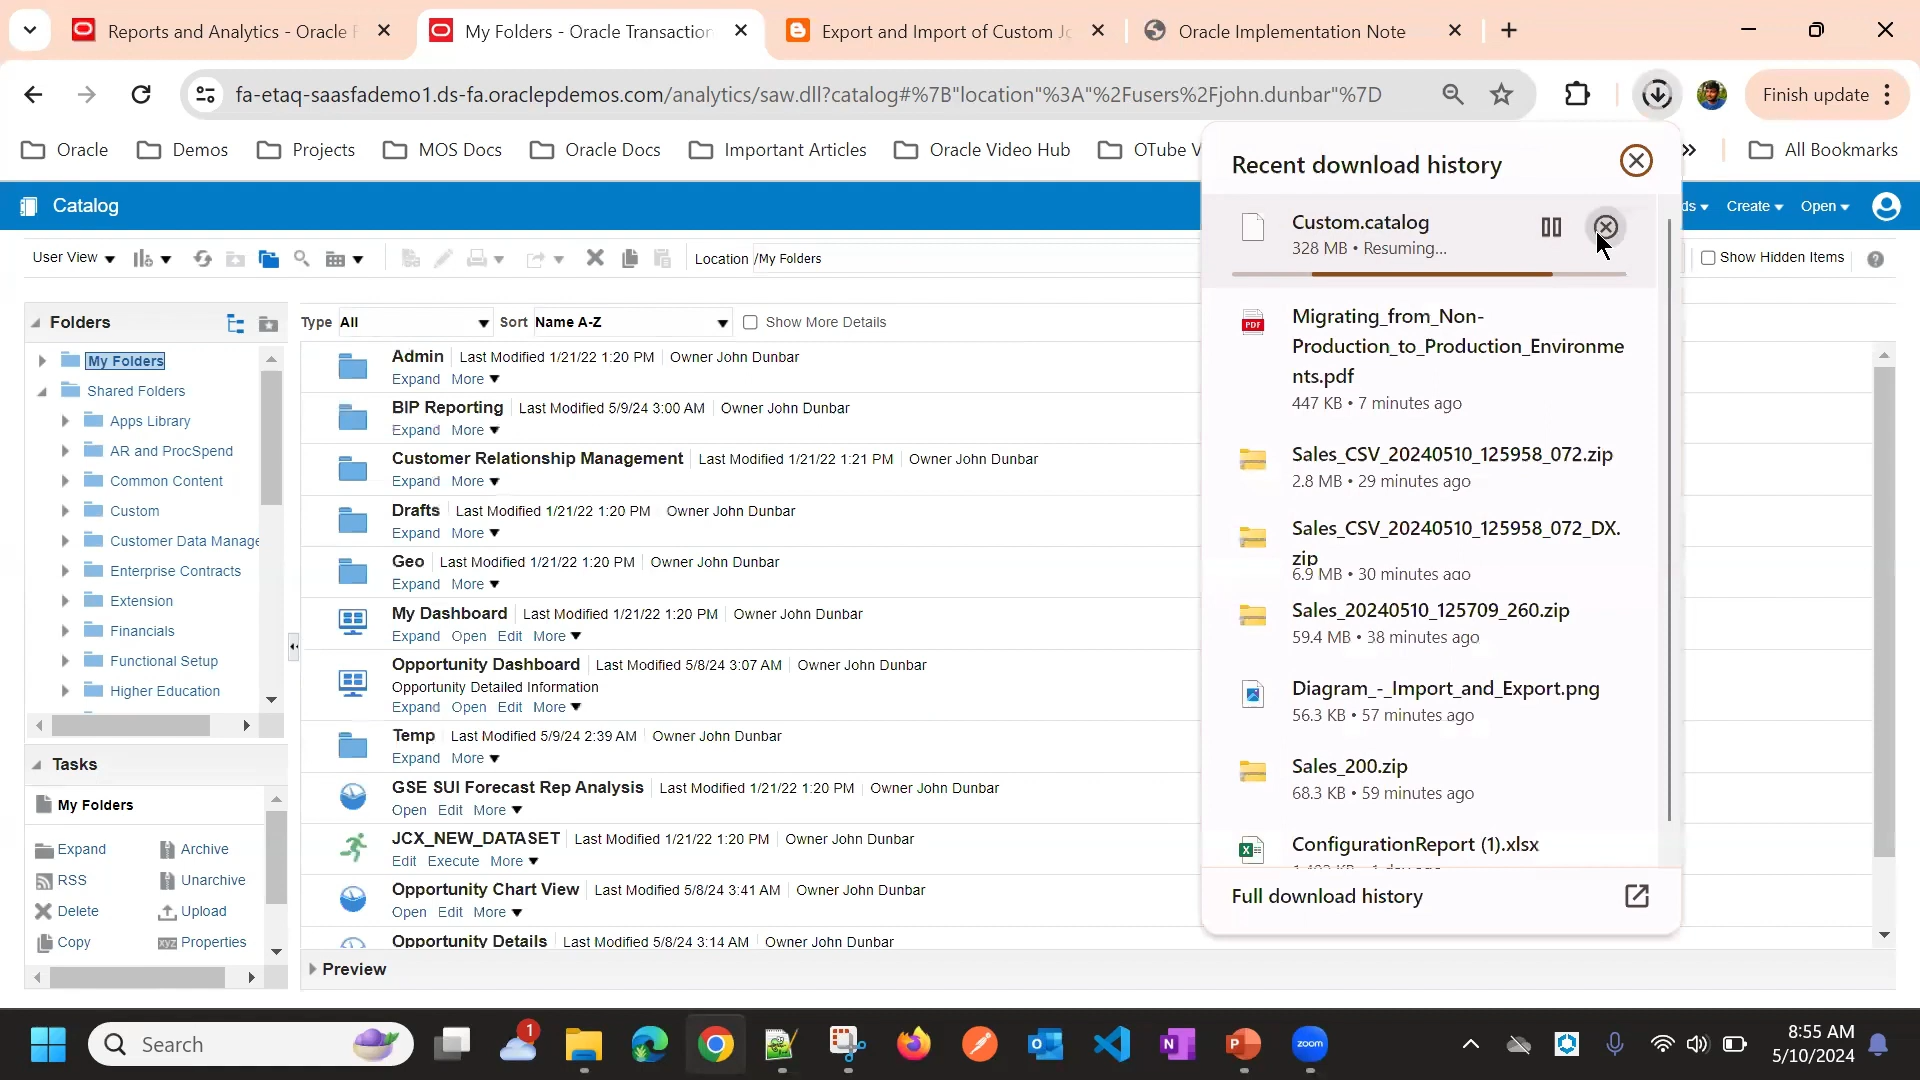 Reports and Analytics - Oracle F
My Folders - Oracle Transaction
Export and Import of Custom Jo
Oracle Implementation Note
fa-etaq-saasfademo1.ds-fa.oraclepdemos.com/analytics/saw.dll?catalog#%7B"location"%3A"%2Fusers%2Fjohn.dunbar"%7D
Finish update
Oracle
Demos
Projects
MOS Docs
Oracle Docs
Important Articles
Oracle Video Hub
OTube V
All Bookmarks
Catalog
ds
Create
Open
User View
Location /My Folders
Show Hidden Items
Folders
My Folders
Shared Folders
Apps Library
AR and ProcSpend
Common Content
Custom
Customer Data Manage
Enterprise Contracts
Extension
Financials
Functional Setup
Higher Education
Tasks
My Folders
Expand
Archive
RSS
Unarchive
Delete
Upload
Copy
Properties
Type All
Sort Name A-Z
Show More Details
Admin Last Modified 1/21/22 1:20 PM Owner John Dunbar
Expand More
BIP Reporting Last Modified 5/9/24 3:00 AM Owner John Dunbar
Expand More
Customer Relationship Management Last Modified 1/21/22 1:21 PM Owner John Dunbar
Expand More
Drafts Last Modified 1/21/22 1:20 PM Owner John Dunbar
Expand More
Geo Last Modified 1/21/22 1:20 PM Owner John Dunbar
Expand More
My Dashboard Last Modified 1/21/22 1:20 PM Owner John Dunbar
Expand Open Edit More
Opportunity Dashboard Last Modified 5/8/24 3:07 AM Owner John Dunbar
Opportunity Detailed Information
Expand Open Edit More
Temp Last Modified 5/9/24 2:39 AM Owner John Dunbar
Expand More
GSE SUI Forecast Rep Analysis Last Modified 1/21/22 1:20 PM Owner John Dunbar
Open Edit More
JCX_NEW_DATASET Last Modified 1/21/22 1:20 PM Owner John Dunbar
Edit Execute More
Opportunity Chart View Last Modified 5/8/24 3:41 AM Owner John Dunbar
Open Edit More
Opportunity Details Last Modified 5/8/24 3:14 AM Owner John Dunbar
Preview
Recent download history
Custom.catalog
328 MB • Resuming...
PDF
Migrating_from_Non-
Production_to_Production_Environme
nts.pdf
447 KB • 7 minutes ago
Sales_CSV_20240510_125958_072.zip
2.8 MB • 29 minutes ago
Sales_CSV_20240510_125958_072_DX.
zip
6.9 MB • 30 minutes ago
Sales_20240510_125709_260.zip
59.4 MB • 38 minutes ago
Diagram_-_Import_and_Export.png
56.3 KB • 57 minutes ago
Sales_200.zip
68.3 KB • 59 minutes ago
ConfigurationReport (1).xlsx
Full download history
Search
1
zoom
8:55 AM
5/10/2024